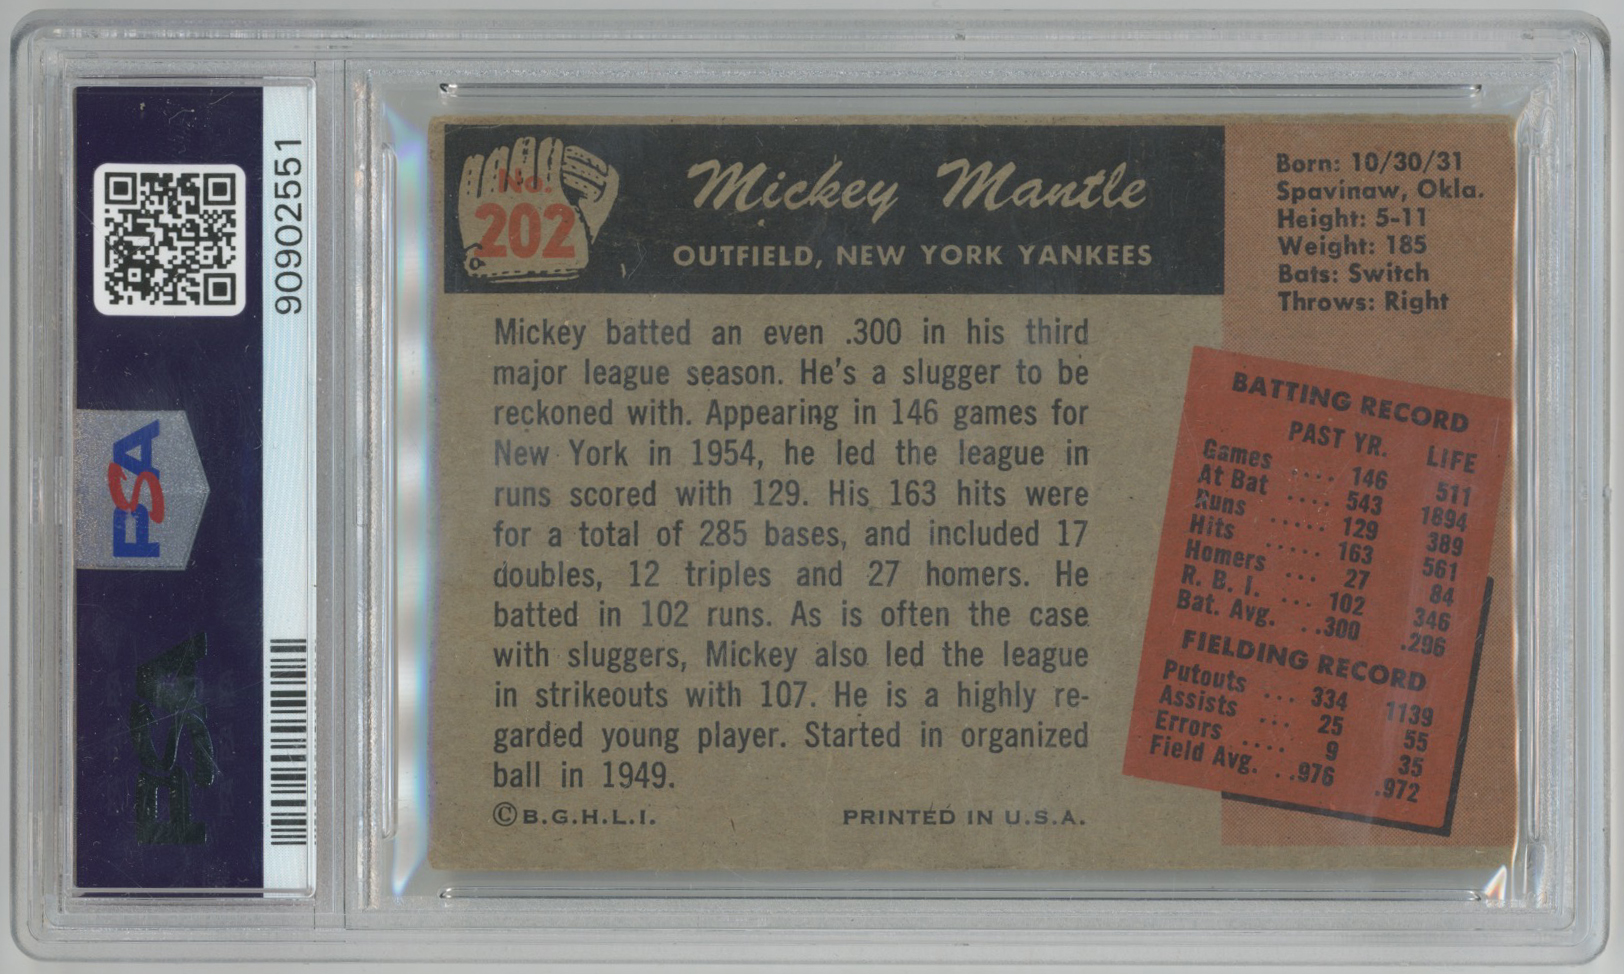 90902551
PSA
PSA
No.
202
Mickey Mantle
OUTFIELD, NEW YORK YANKEES
Born: 10/30/31
Spavinaw, Okla.
Height: 5-11
Weight: 185
Bats: Switch
Throws: Right
Mickey batted an even .300 in his third
major league season. He's a slugger to be
reckoned with. Appearing in 146 games for
New York in 1954, he led the league in
runs scored with 129. His 163 hits were
for a total of 285 bases, and included 17
doubles, 12 triples and 27 homers. He
batted in 102 runs. As is often the case
with sluggers, Mickey also led the league
in strikeouts with 107. He is a highly re-
garded young player. Started in organized
ball in 1949.
©B.G.H.L.I. PRINTED IN U.S.A.
BATTING RECORD
PAST YR. LIFE
Games .... 146 511
At Bat .... 543 1894
Runs ..... 129 389
Hits ..... 163 561
Homers ... 27 84
R. B. I. ... 102 346
Bat. Avg. ..300 .296
FIELDING RECORD
Putouts ... 334 1139
Assists ... 25 55
Errors .... 9 35
Field Avg. ..976 .972